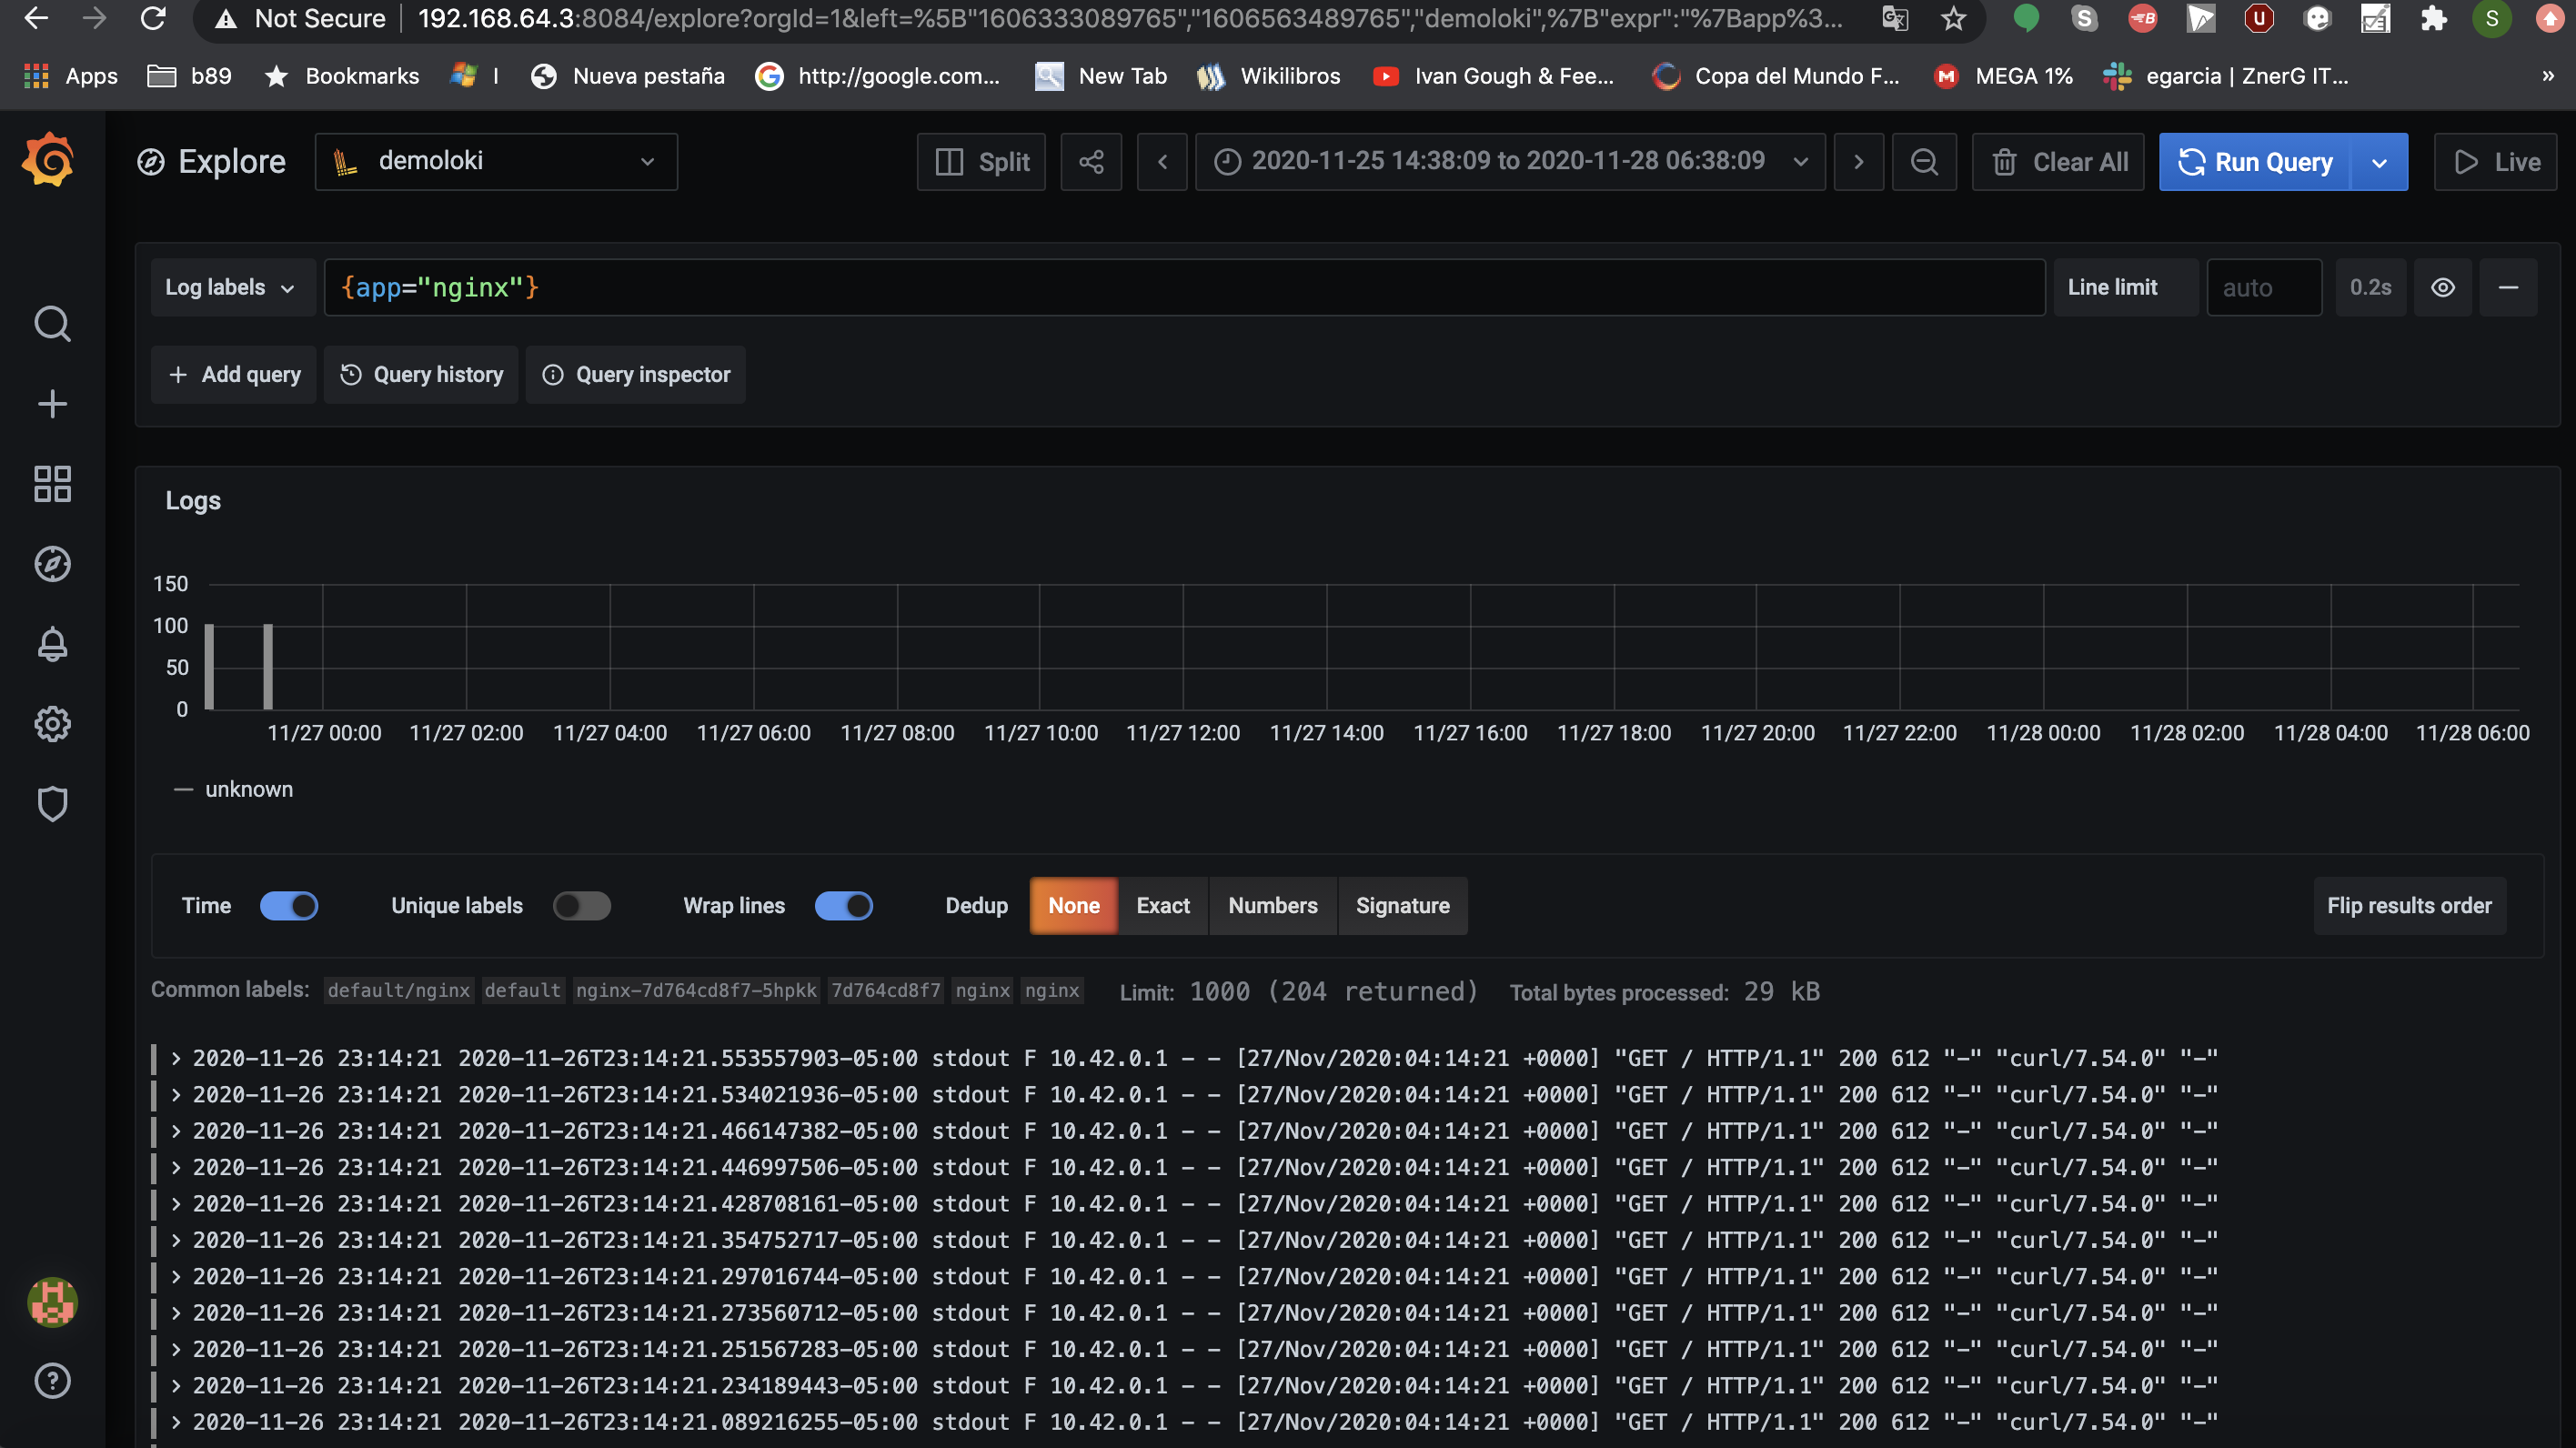 Not Secure 192.168.64.3:8084/explore?orgId=1&left=%5B"1606333089765","1606563489765","demoloki",%7B"expr":"%7Bapp%3...
Apps b89 Bookmarks I Nueva pestaña http://google.com... New Tab Wikilibros Ivan Gough & Fee... Copa del Mundo F... MEGA 1% egarcia | ZnerG IT... »
Explore demoloki Split 2020-11-25 14:38:09 to 2020-11-28 06:38:09 Clear All Run Query Live
Log labels {app="nginx"} Line limit auto 0.2s
Add query Query history Query inspector
Logs
150
100
50
0
11/27 00:00 11/27 02:00 11/27 04:00 11/27 06:00 11/27 08:00 11/27 10:00 11/27 12:00 11/27 14:00 11/27 16:00 11/27 18:00 11/27 20:00 11/27 22:00 11/28 00:00 11/28 02:00 11/28 04:00 11/28 06:00
unknown
Time Unique labels Wrap lines Dedup None Exact Numbers Signature Flip results order
Common labels: default/nginx default nginx-7d764cd8f7-5hpkk 7d764cd8f7 nginx nginx Limit: 1000 (204 returned) Total bytes processed: 29 kB
> 2020-11-26 23:14:21 2020-11-26T23:14:21.553557903-05:00 stdout F 10.42.0.1 - - [27/Nov/2020:04:14:21 +0000] "GET / HTTP/1.1" 200 612 "-" "curl/7.54.0" "-"
> 2020-11-26 23:14:21 2020-11-26T23:14:21.534021936-05:00 stdout F 10.42.0.1 - - [27/Nov/2020:04:14:21 +0000] "GET / HTTP/1.1" 200 612 "-" "curl/7.54.0" "-"
> 2020-11-26 23:14:21 2020-11-26T23:14:21.466147382-05:00 stdout F 10.42.0.1 - - [27/Nov/2020:04:14:21 +0000] "GET / HTTP/1.1" 200 612 "-" "curl/7.54.0" "-"
> 2020-11-26 23:14:21 2020-11-26T23:14:21.446997506-05:00 stdout F 10.42.0.1 - - [27/Nov/2020:04:14:21 +0000] "GET / HTTP/1.1" 200 612 "-" "curl/7.54.0" "-"
> 2020-11-26 23:14:21 2020-11-26T23:14:21.428708161-05:00 stdout F 10.42.0.1 - - [27/Nov/2020:04:14:21 +0000] "GET / HTTP/1.1" 200 612 "-" "curl/7.54.0" "-"
> 2020-11-26 23:14:21 2020-11-26T23:14:21.354752717-05:00 stdout F 10.42.0.1 - - [27/Nov/2020:04:14:21 +0000] "GET / HTTP/1.1" 200 612 "-" "curl/7.54.0" "-"
> 2020-11-26 23:14:21 2020-11-26T23:14:21.297016744-05:00 stdout F 10.42.0.1 - - [27/Nov/2020:04:14:21 +0000] "GET / HTTP/1.1" 200 612 "-" "curl/7.54.0" "-"
> 2020-11-26 23:14:21 2020-11-26T23:14:21.273560712-05:00 stdout F 10.42.0.1 - - [27/Nov/2020:04:14:21 +0000] "GET / HTTP/1.1" 200 612 "-" "curl/7.54.0" "-"
> 2020-11-26 23:14:21 2020-11-26T23:14:21.251567283-05:00 stdout F 10.42.0.1 - - [27/Nov/2020:04:14:21 +0000] "GET / HTTP/1.1" 200 612 "-" "curl/7.54.0" "-"
> 2020-11-26 23:14:21 2020-11-26T23:14:21.234189443-05:00 stdout F 10.42.0.1 - - [27/Nov/2020:04:14:21 +0000] "GET / HTTP/1.1" 200 612 "-" "curl/7.54.0" "-"
> 2020-11-26 23:14:21 2020-11-26T23:14:21.089216255-05:00 stdout F 10.42.0.1 - - [27/Nov/2020:04:14:21 +0000] "GET / HTTP/1.1" 200 612 "-" "curl/7.54.0" "-"